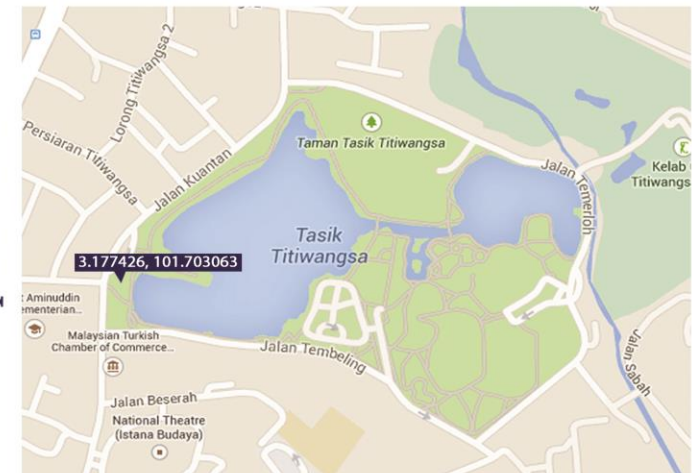 Lorong Titiwangsa 2
Persiaran Titiwangsa
Jalan Kuantan
Taman Tasik Titiwangsa
Jalan Temerloh
Kelab
Titiwangs
Tasik
Titiwangsa
3.177426, 101.703063
Aminuddin
ementerian...
Malaysian Turkish
Chamber of Commerce...
Jalan Tembeling
Jalan Sabah
Jalan Beserah
National Theatre
(Istana Budaya)